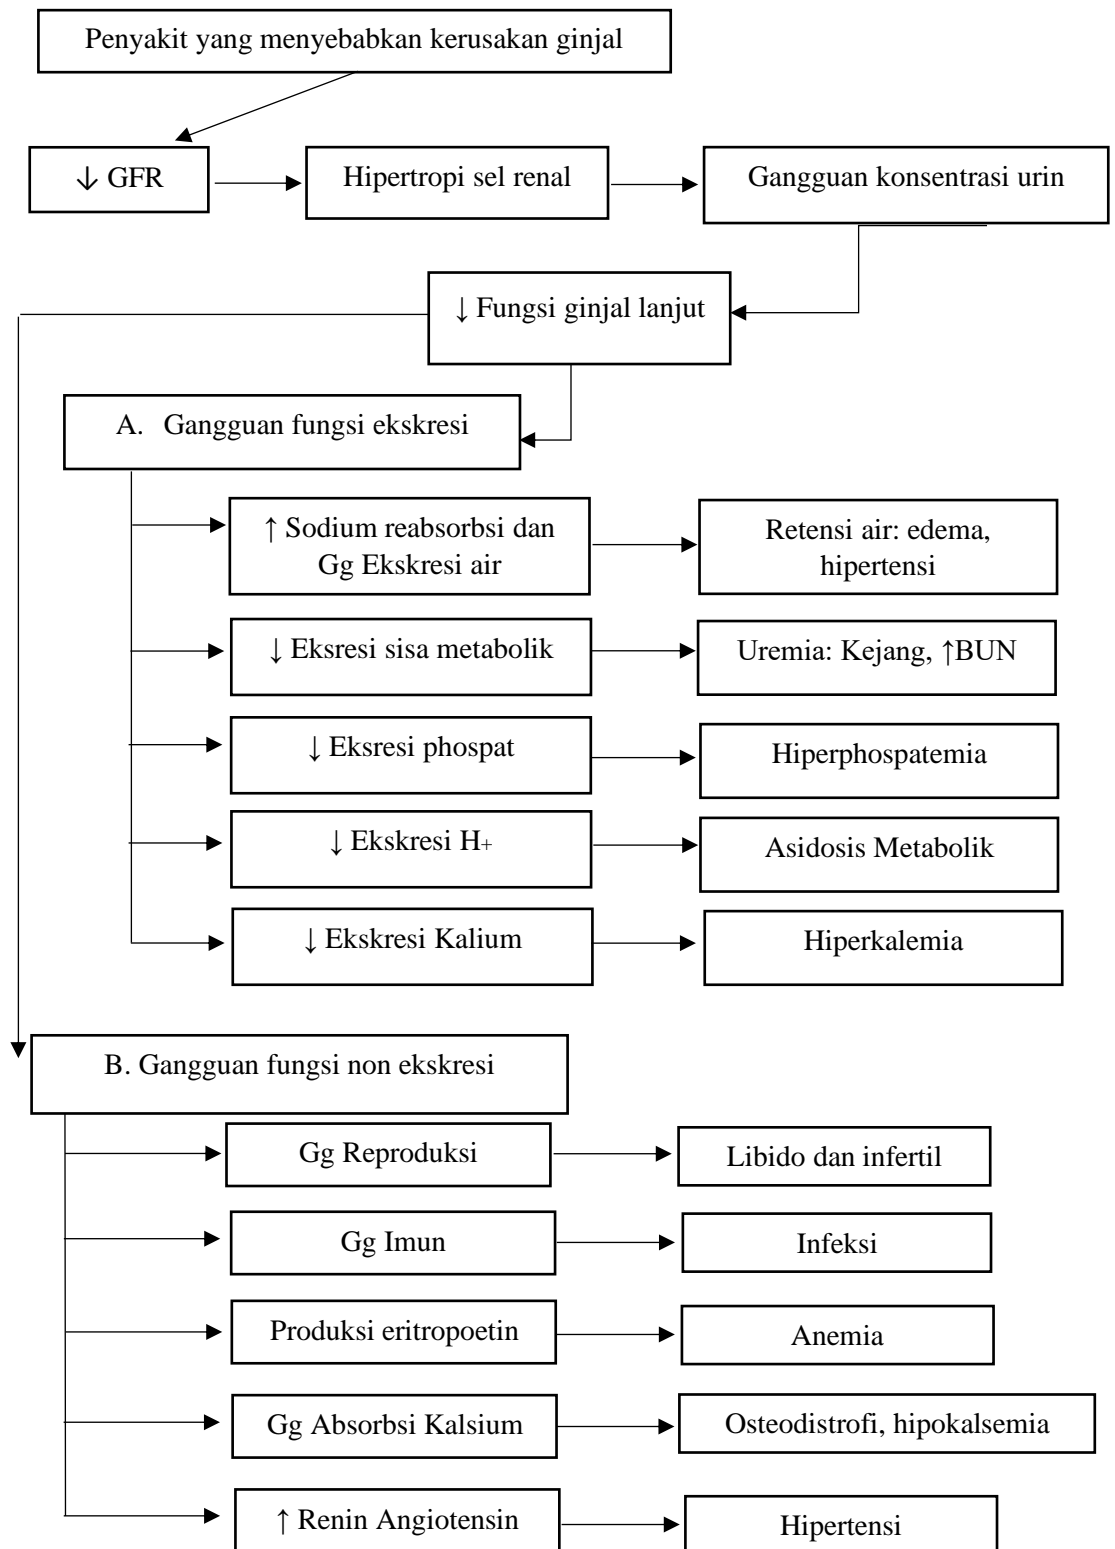 Penyakit yang menyebabkan kerusakan ginjal
↓ GFR
Hipertropi sel renal
Gangguan konsentrasi urin
↓ Fungsi ginjal lanjut
A. Gangguan fungsi ekskresi
↑ Sodium reabsorbsi dan
Gg Ekskresi air
Retensi air: edema,
hipertensi
↓ Eksresi sisa metabolik
Uremia: Kejang, ↑BUN
↓ Eksresi phospat
Hiperphospatemia
↓ Ekskresi H+
Asidosis Metabolik
↓ Ekskresi Kalium
Hiperkalemia
B. Gangguan fungsi non ekskresi
Gg Reproduksi
Libido dan infertil
Gg Imun
Infeksi
Produksi eritropoetin
Anemia
Gg Absorbsi Kalsium
Osteodistrofi, hipokalsemia
↑ Renin Angiotensin
Hipertensi